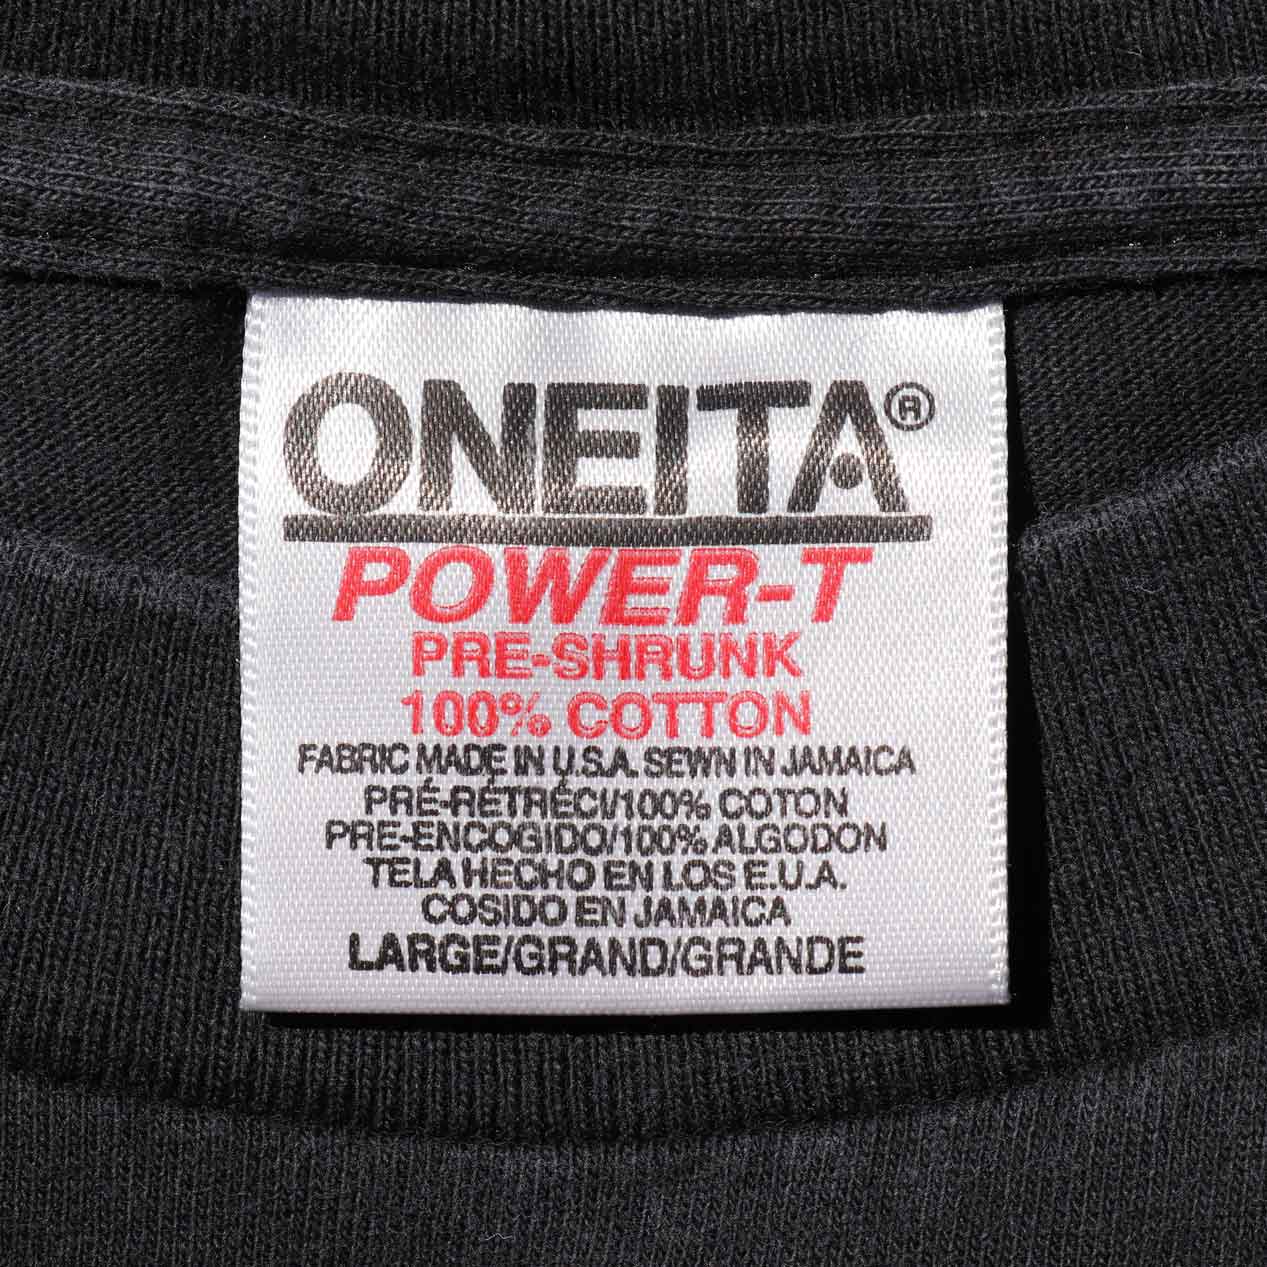 ONEITA®
POWER-T
PRE-SHRUNK
100% COTTON
FABRIC MADE IN U.S.A. SEWN IN JAMAICA
PRÉ-RÉTRÉCI/100% COTON
PRE-ENCOGIDO/100% ALGODON
TELA HECHO EN LOS E.U.A.
COSIDO EN JAMAICA
LARGE/GRAND/GRANDE